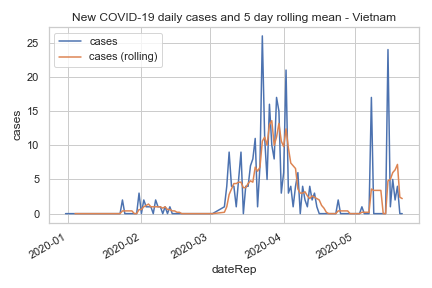 New COVID-19 daily cases and 5 day rolling mean - Vietnam
cases
cases (rolling)
25
20
15
10
5
0
cases
2020-01
2020-02
2020-03
2020-04
2020-05
dateRep